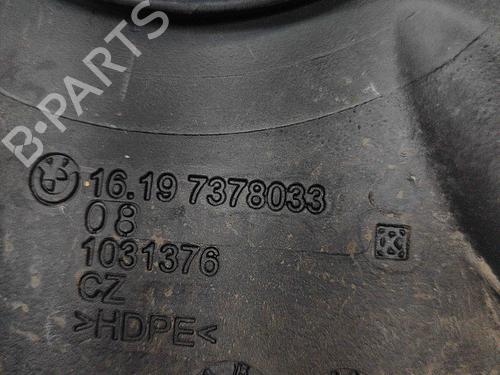 B-PARTS
16.19 7378033
08
1031376
CZ
>HDPE<